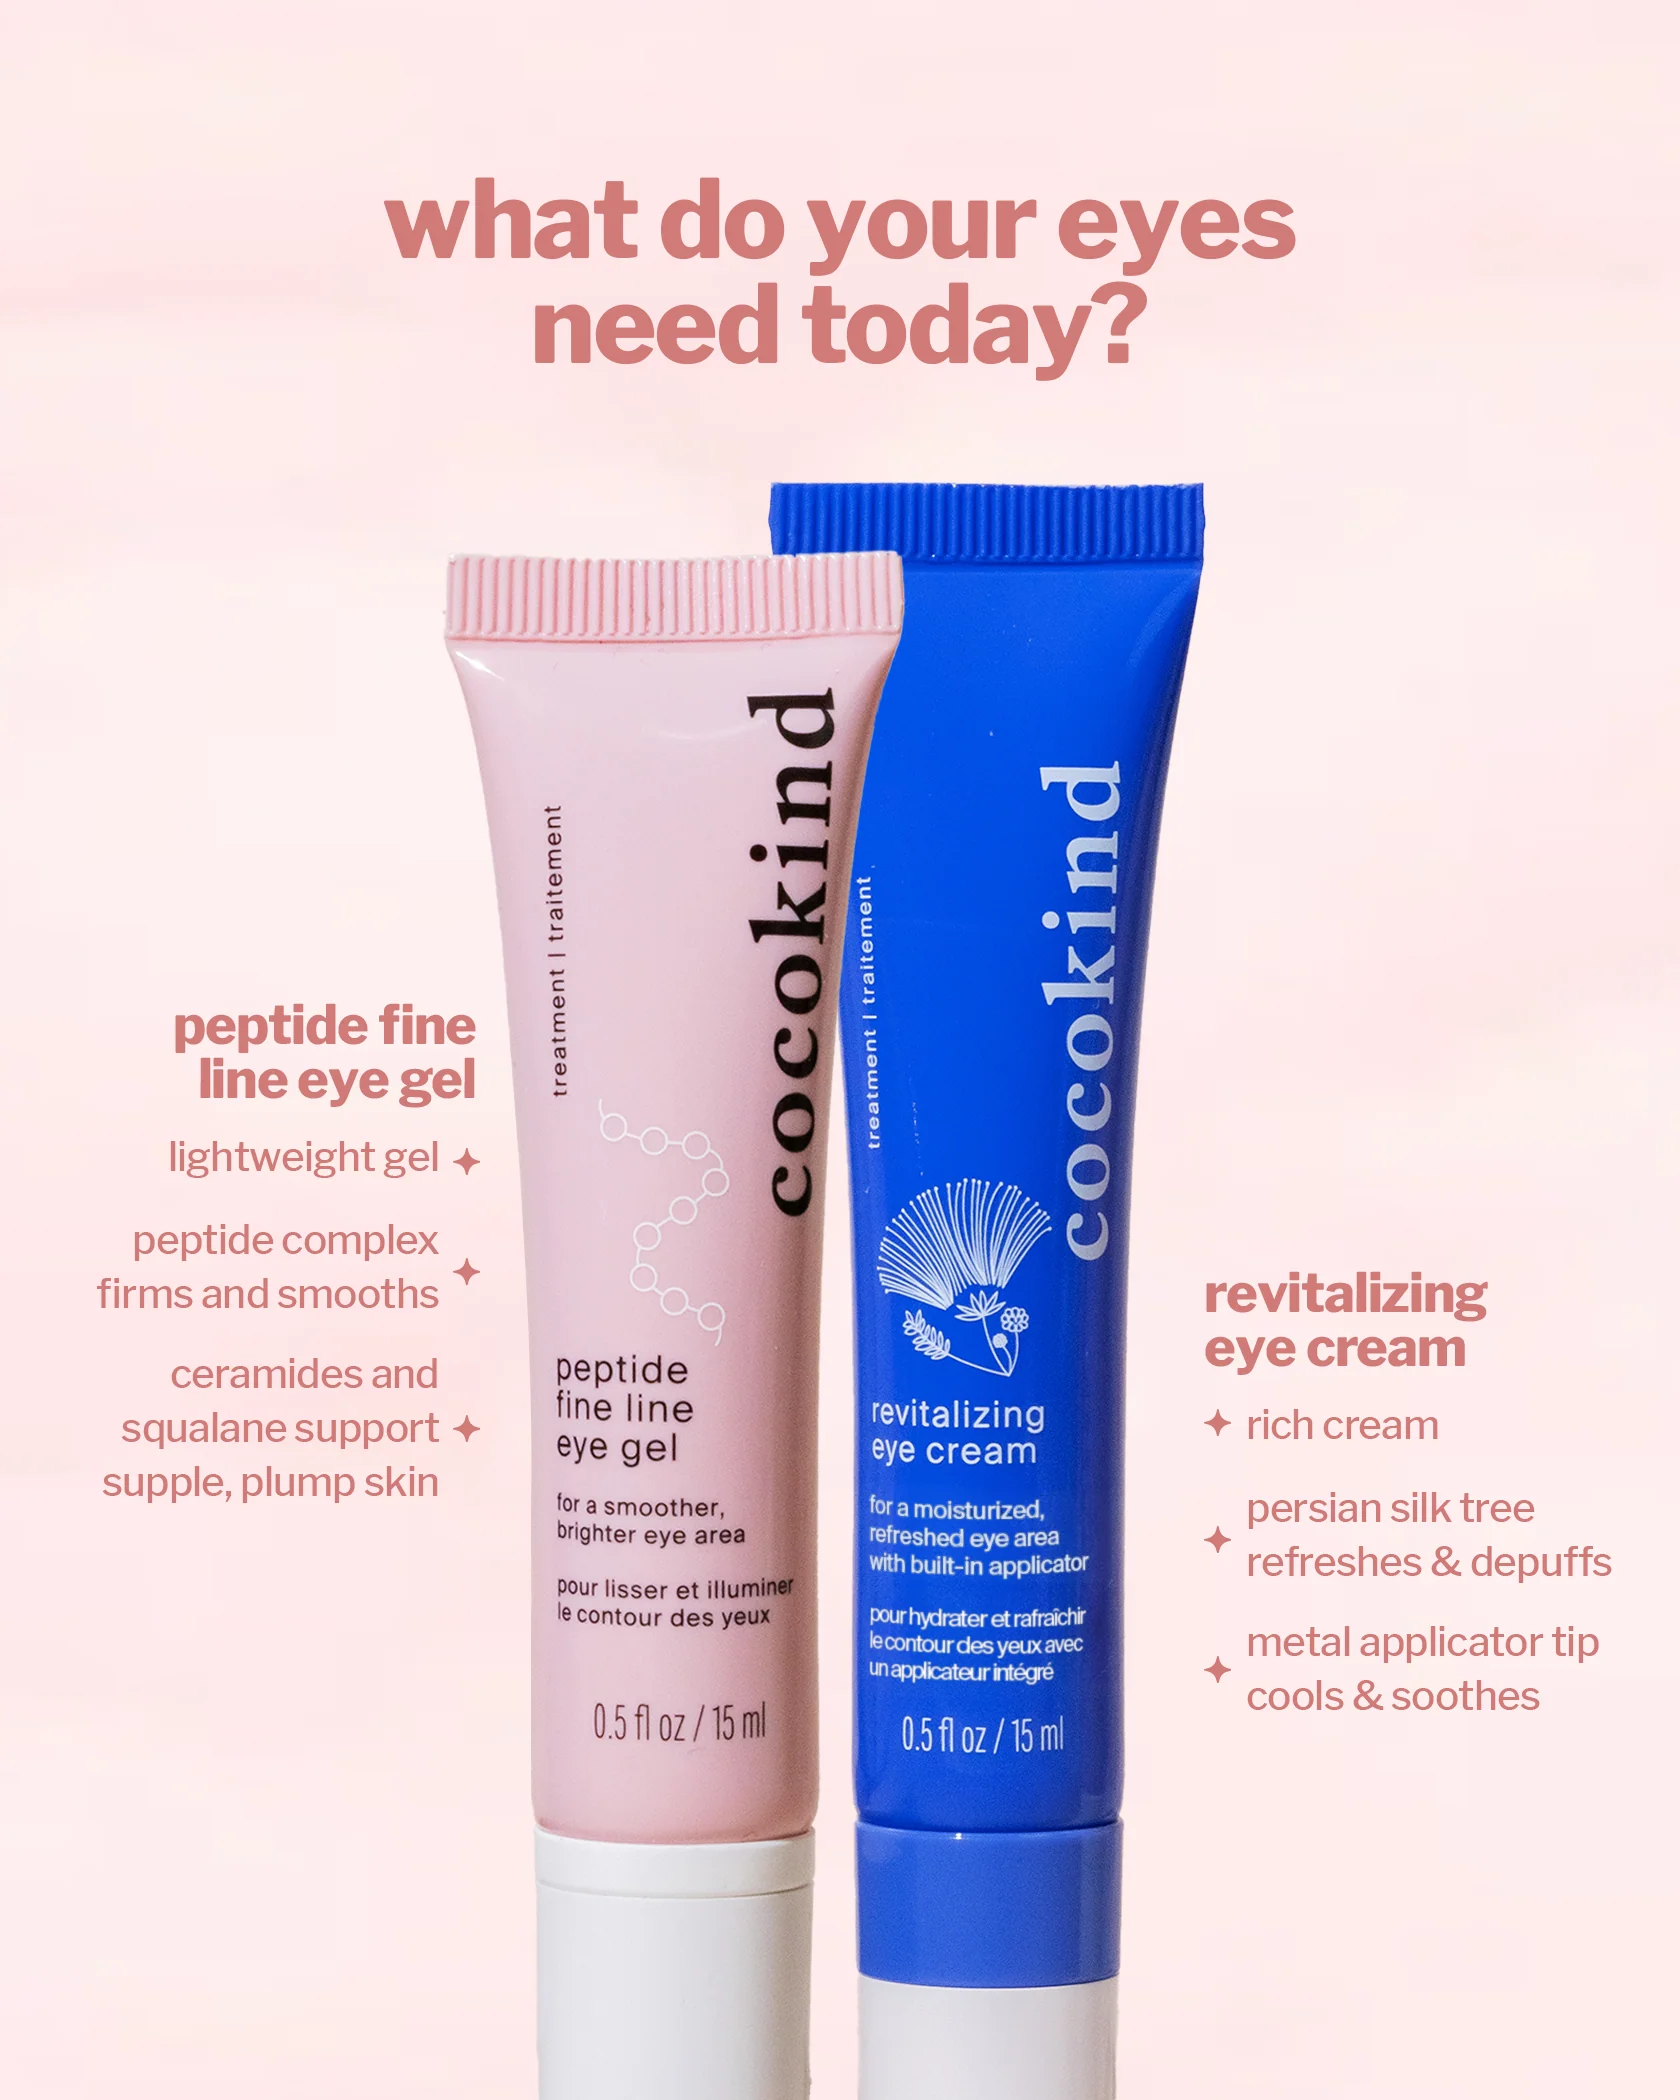 what do your eyes
need today?
peptide fine
line eye gel
lightweight gel
peptide complex
firms and smooths
ceramides and
squalane support
supple, plump skin
treatment | traitement
cocokind
peptide
fine line
eye gel
for a smoother,
brighter eye area
pour lisser et illuminer
le contour des yeux
0.5 fl oz / 15 ml
treatment | traitement
cocokind
revitalizing
eye cream
for a moisturized,
refreshed eye area
with built-in applicator
pour hydrater et rafraîchir
le contour des yeux avec
un applicateur intégré
0.5 fl oz / 15 ml
revitalizing
eye cream
rich cream
persian silk tree
refreshes & depuffs
metal applicator tip
cools & soothes